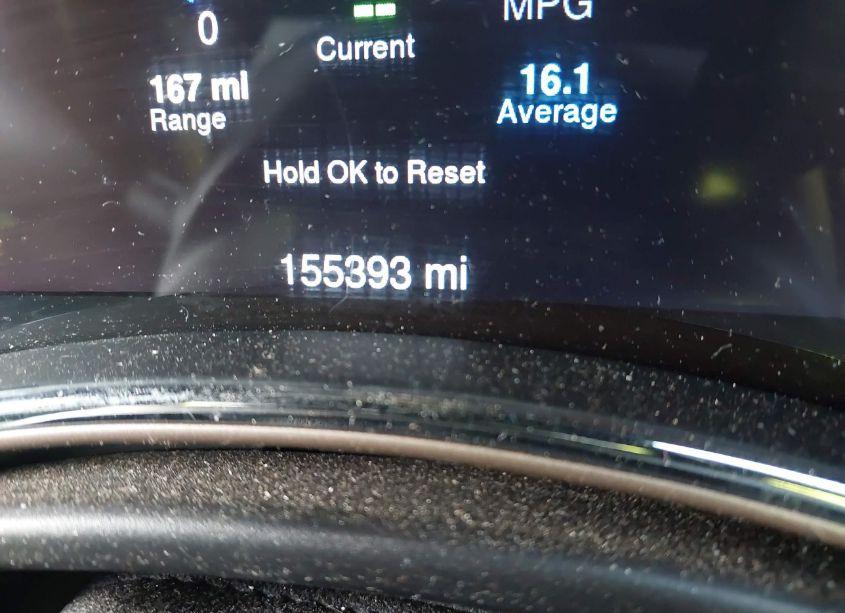 MPG
0
Current
167 mi
16.1
Range
Average
Hold OK to Reset
155393 mi